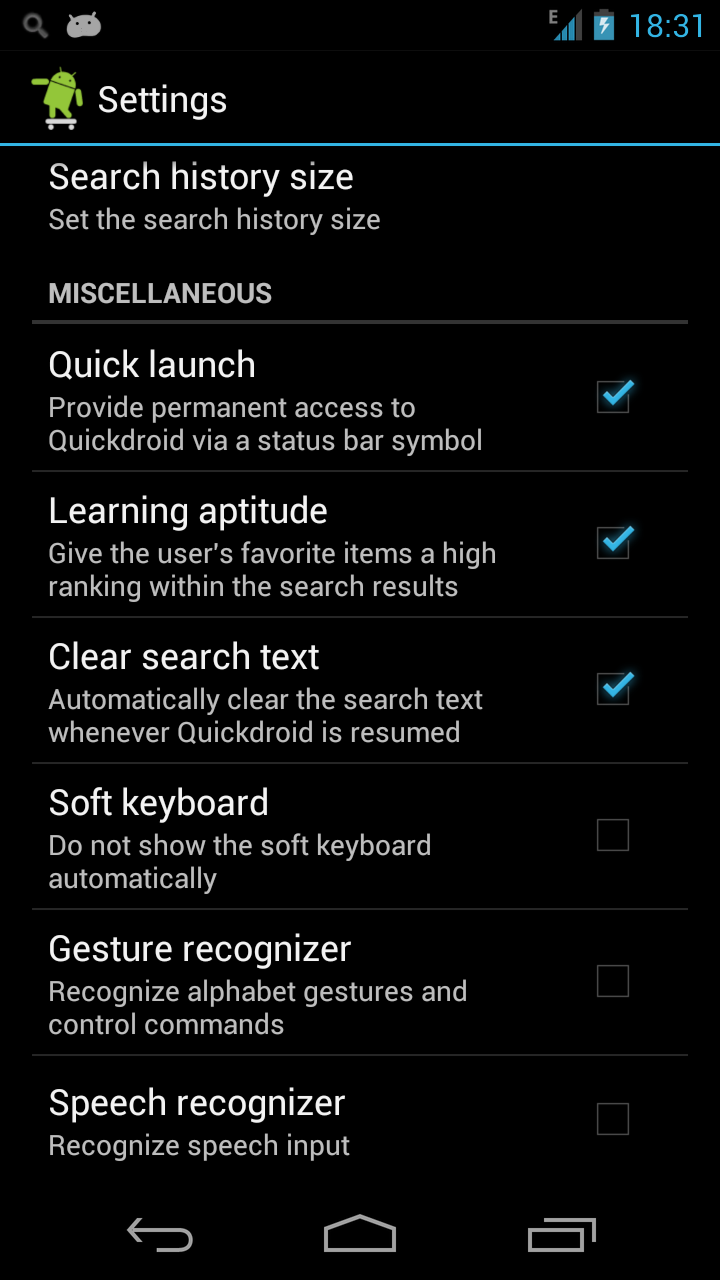 E 18:31
Settings
Search history size
Set the search history size
MISCELLANEOUS
Quick launch
Provide permanent access to
Quickdroid via a status bar symbol
Learning aptitude
Give the user's favorite items a high
ranking within the search results
Clear search text
Automatically clear the search text
whenever Quickdroid is resumed
Soft keyboard
Do not show the soft keyboard
automatically
Gesture recognizer
Recognize alphabet gestures and
control commands
Speech recognizer
Recognize speech input